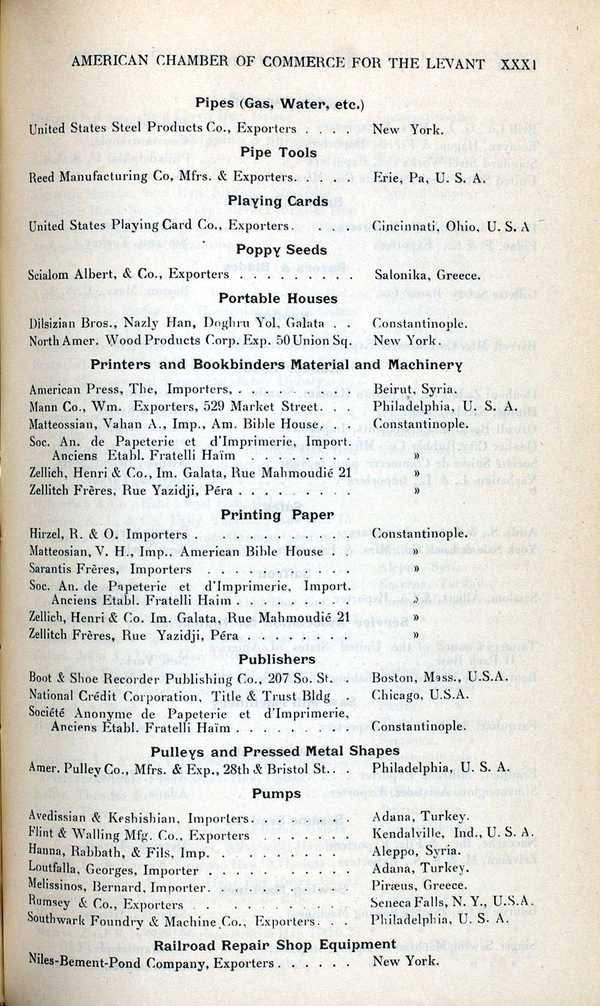 AMERICAN CHAMBER OF COMMERCE FOR THE LEVANT XXXI
Pipes (Gas, Water, etc.)
United States Steel Products Co., Exporters . . . . New York.
Pipe Tools
Reed Manufacturing Co, Mfrs. & Exporters. . . . . Erie, Pa, U. S. A.
Playing Cards
United States Playing Card Co., Exporters. . . . Cincinnati, Ohio, U. S. A
Poppy Seeds
Scialom Albert, & Co., Exporters . . . . . . . . . Salonika, Greece.
Portable Houses
Dilsizian Bros., Nazly Han, Doghru Yol, Galata . . Constantinople.
North Amer. Wood Products Corp. Exp. 50 Union Sq. New York.
Printers and Bookbinders Material and Machinery
American Press, The, Importers, . . . . . . . . . Beirut, Syria.
Mann Co., Wm. Exporters, 529 Market Street. . . Philadelphia, U. S. A.
Matteossian, Vahan A., Imp., Am. Bible House. . . Constantinople.
Soc. An. de Papeterie et d'Imprimerie, Import.
Anciens Etabl. Fratelli Haïm . . . . . . . »
Zellich, Henri & Co., Im. Galata, Rue Mahmoudié 21 »
Zellitch Frères, Rue Yazidji, Péra . . . . . . . . »
Printing Paper
Hirzel, R. & O. Importers . . . . . . . . . . . Constantinople.
Matteosian, V. H., Imp., American Bible House . . »
Sarantis Frères, Importers . . . . . . . . . . »
Soc. An. de Papeterie et d'Imprimerie, Import.
Anciens Etabl. Fratelli Haim . . . . . . . . . »
Zellich, Henri & Co. Im. Galata, Rue Mahmoudié 21 »
Zellitch Frères, Rue Yazidji, Péra . . . . . . . . »
Publishers
Boot & Shoe Recorder Publishing Co., 207 So. St. . Boston, Mass., U.S.A.
National Crédit Corporation, Title & Trust Bldg . Chicago, U.S.A.
Société Anonyme de Papeterie et d'Imprimerie,
Anciens Etabl. Fratelli Haïm . . . . . . . . . Constantinople.
Pulleys and Pressed Metal Shapes
Amer. Pulley Co., Mfrs. & Exp., 28th & Bristol St. . . Philadelphia, U. S. A.
Pumps
Avedissian & Keshishian, Importers. . . . . . . Adana, Turkey.
Flint & Walling Mfg. Co., Exporters . . . . . . . Kendalville, Ind., U. S. A.
Hanna, Rabbath, & Fils, Imp. . . . . . . . . . . Aleppo, Syria.
Loutfalla, Georges, Importer . . . . . . . . . . Adana, Turkey.
Melissinos, Bernard, Importer. . . . . . . . . . Piræus, Greece.
Rumsey & Co., Exporters . . . . . . . . . . . Seneca Falls, N. Y., U.S.A.
Southwark Foundry & Machine Co., Exporters. . . Philadelphia, U. S. A.
Railroad Repair Shop Equipment
Niles-Bement-Pond Company, Exporters . . . . . . New York.